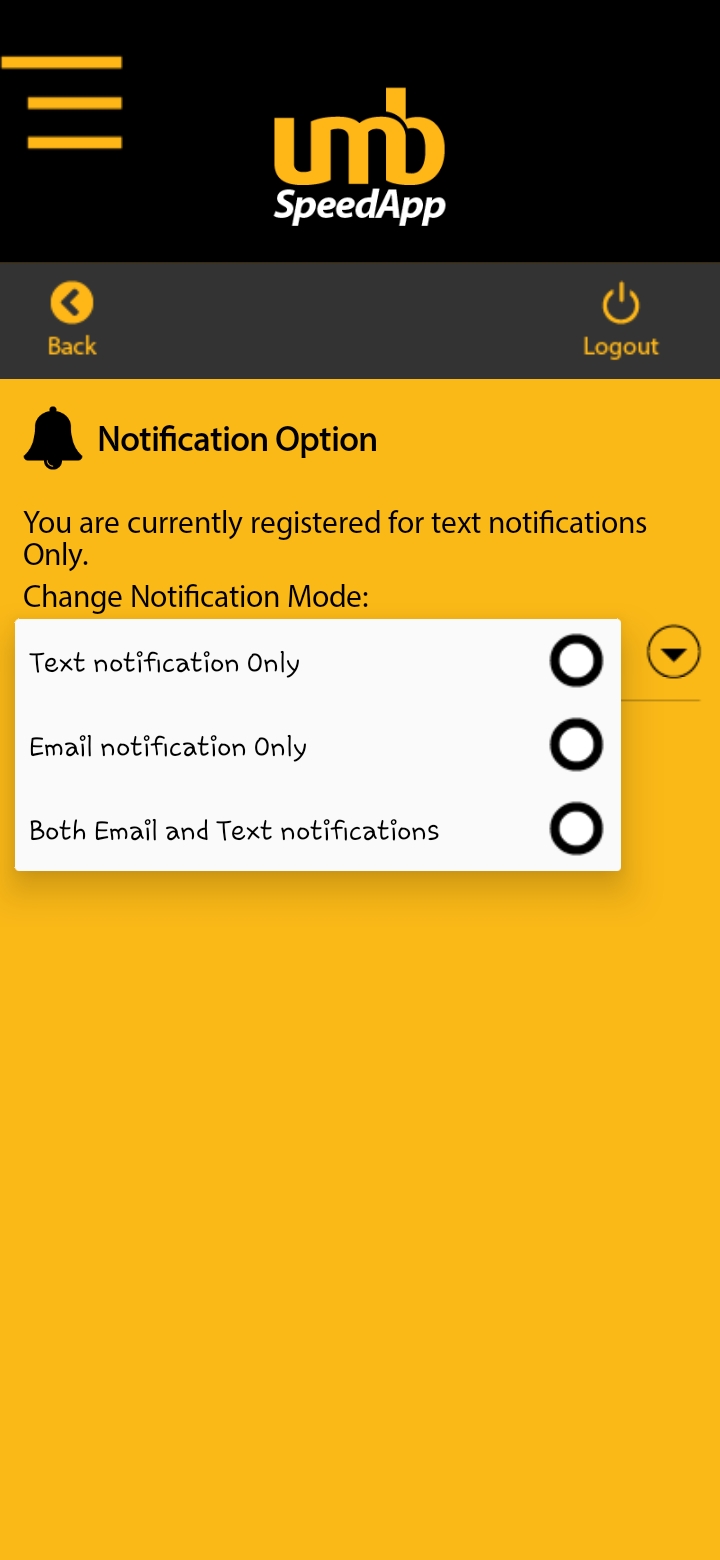 umb
SpeedApp
Back
Logout
Notification Option
You are currently registered for text notifications
Only.
Change Notification Mode:
Text notification Only
Email notification Only
Both Email and Text notifications